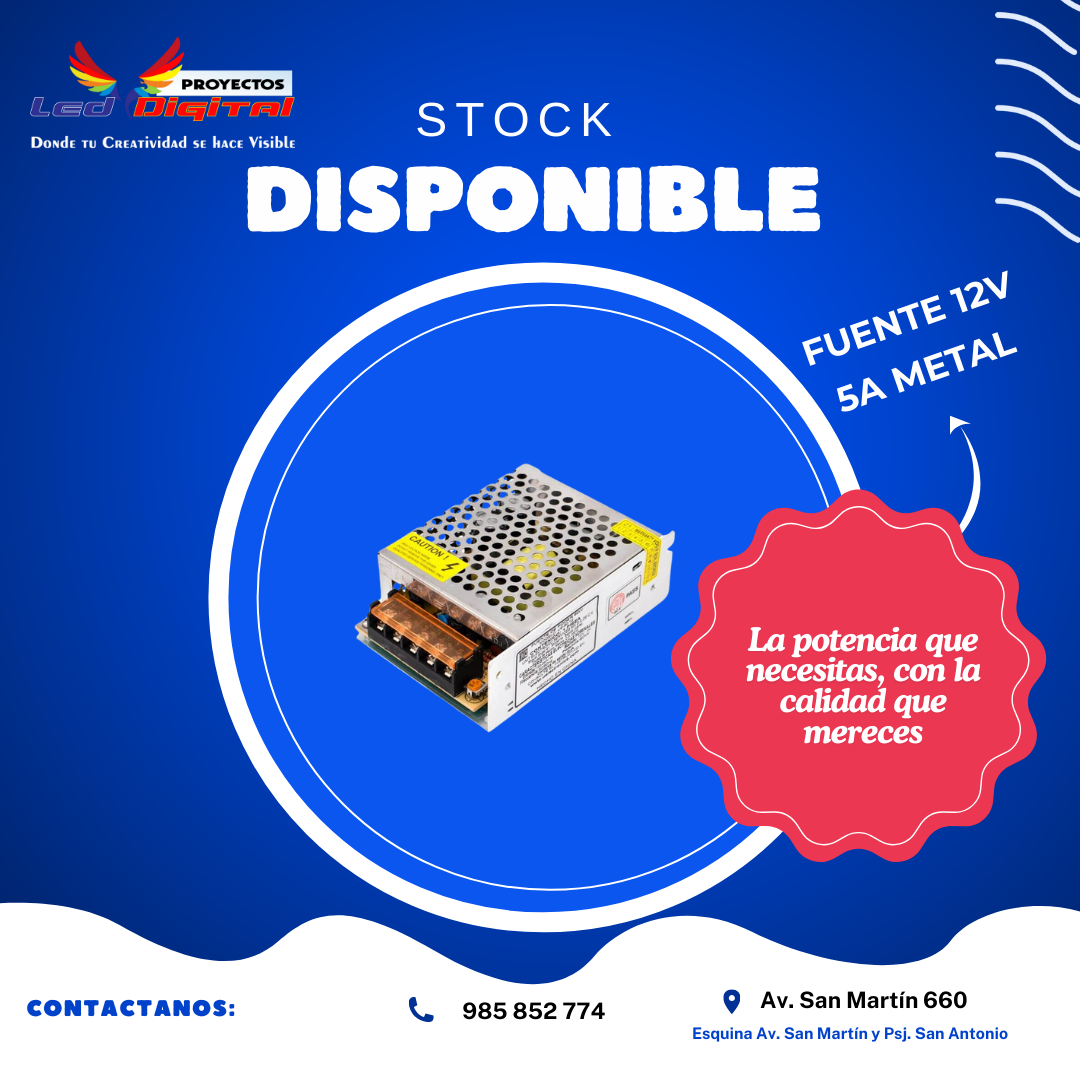 PROYECTOS
Led Digital
Donde tu Creatividad se hace Visible
STOCK
DISPONIBLE
FUENTE 12V
5A METAL
CAUTION!
PASS
La potencia que
necesitas, con la
calidad que
mereces
CONTACTANOS:
985 852 774
Av. San Martín 660
Esquina Av. San Martín y Psj. San Antonio